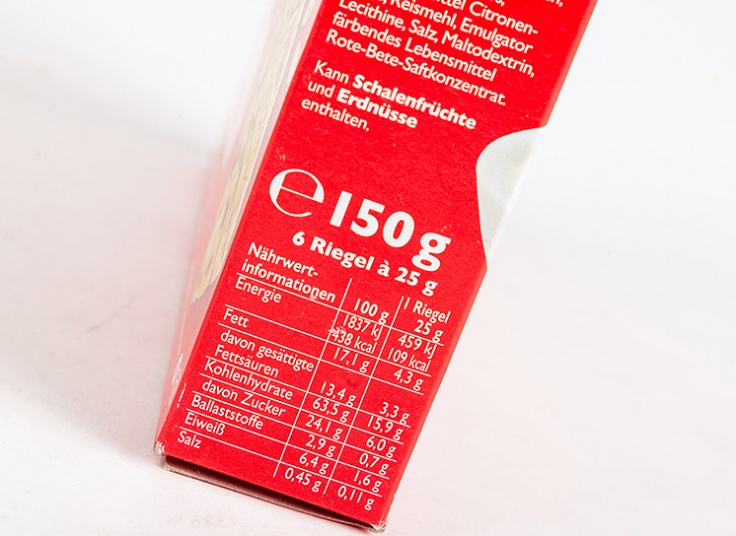 Citronen-
Reismehl, Emulgator
Lecithine, Salz, Maltodextrin,
färbendes Lebensmittel
Rote-Bete-Saftkonzentrat.
Kann Schalenfrüchte
und Erdnüsse
enthalten.
℮ 150 g
6 Riegel à 25 g
Nährwert-
informationen 100 g 1 Riegel 25 g
Energie 1837 kJ 459 kJ
438 kcal 109 kcal
Fett 17,1 g 4,3 g
davon gesättigte
Fettsäuren 13,4 g 3,3 g
Kohlenhydrate 63,5 g 15,9 g
davon Zucker 24,1 g 6,0 g
Ballaststoffe 2,9 g 0,7 g
Eiweiß 6,4 g 1,6 g
Salz 0,45 g 0,11 g